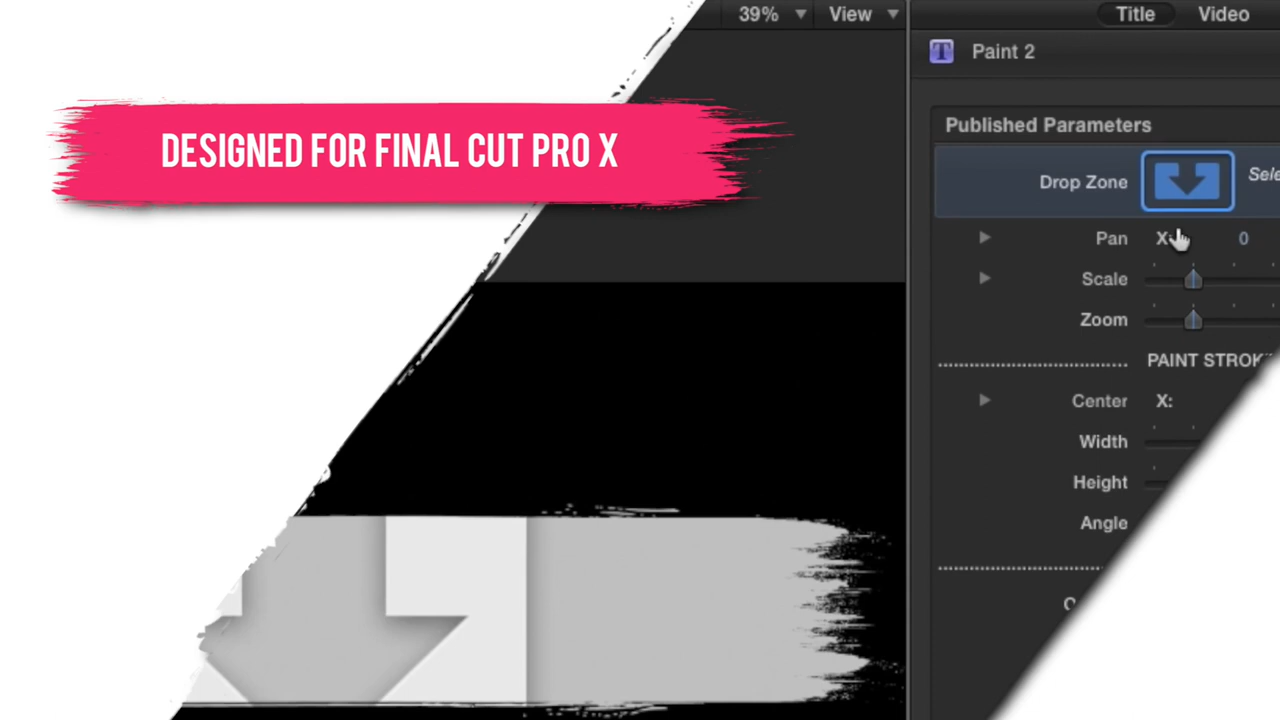 39% View
Title Video
Paint 2
DESIGNED FOR FINAL CUT PRO X
Published Parameters
Drop Zone
Pan X: 0
Scale
Zoom
PAINT
Center X:
Width
Height
Angle